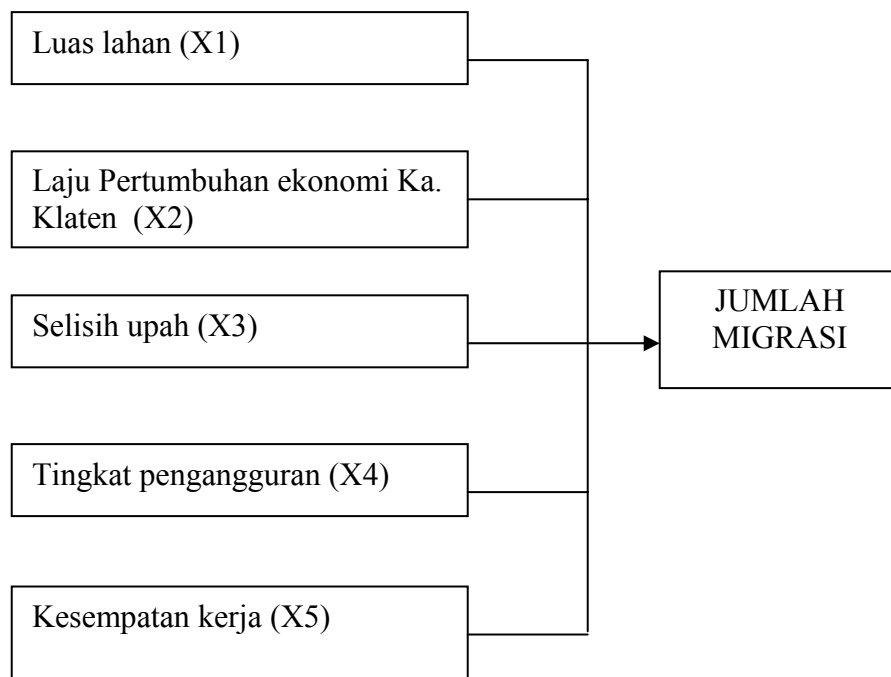 Luas lahan (X1)
Laju Pertumbuhan ekonomi Ka.
Klaten (X2)
Selisih upah (X3)
JUMLAH
MIGRASI
Tingkat pengangguran (X4)
Kesempatan kerja (X5)